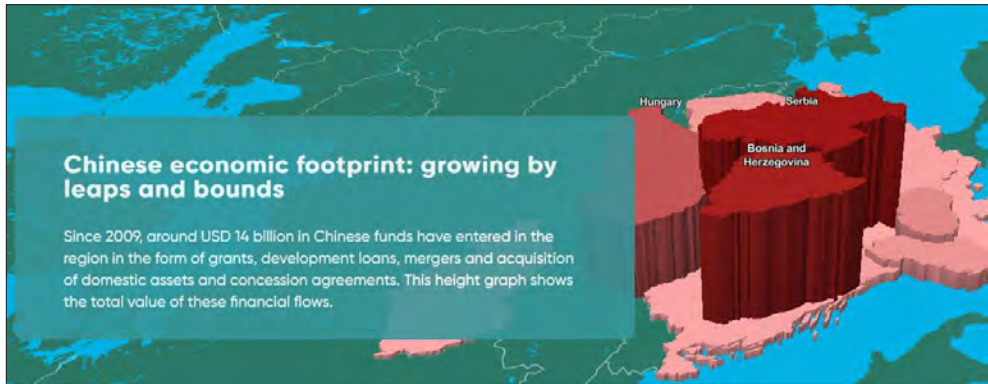 Hungary
Serbia
Bosnia and
Herzegovina
Chinese economic footprint: growing by
leaps and bounds
Since 2009, around USD 14 billion in Chinese funds have entered in the
region in the form of grants, development loans, mergers and acquisition
of domestic assets and concession agreements. This height graph shows
the total value of these financial flows.